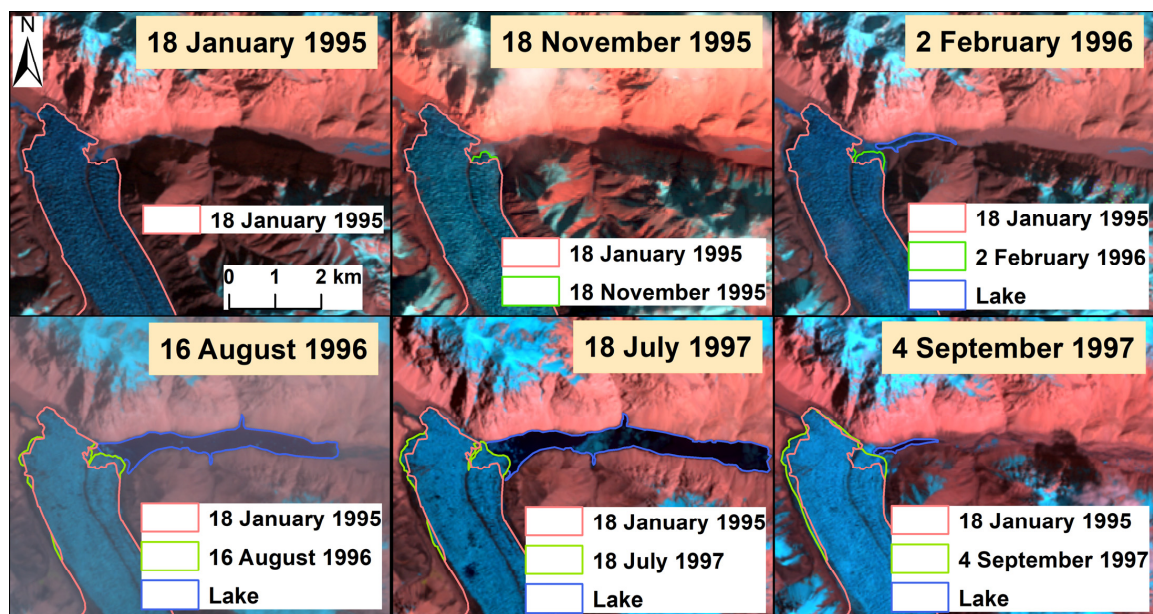 N
18 January 1995
18 January 1995
0 1 2 km
18 November 1995
18 January 1995
18 November 1995
2 February 1996
18 January 1995
2 February 1996
Lake
16 August 1996
18 January 1995
16 August 1996
Lake
18 July 1997
18 January 1995
18 July 1997
Lake
4 September 1997
18 January 1995
4 September 1997
Lake